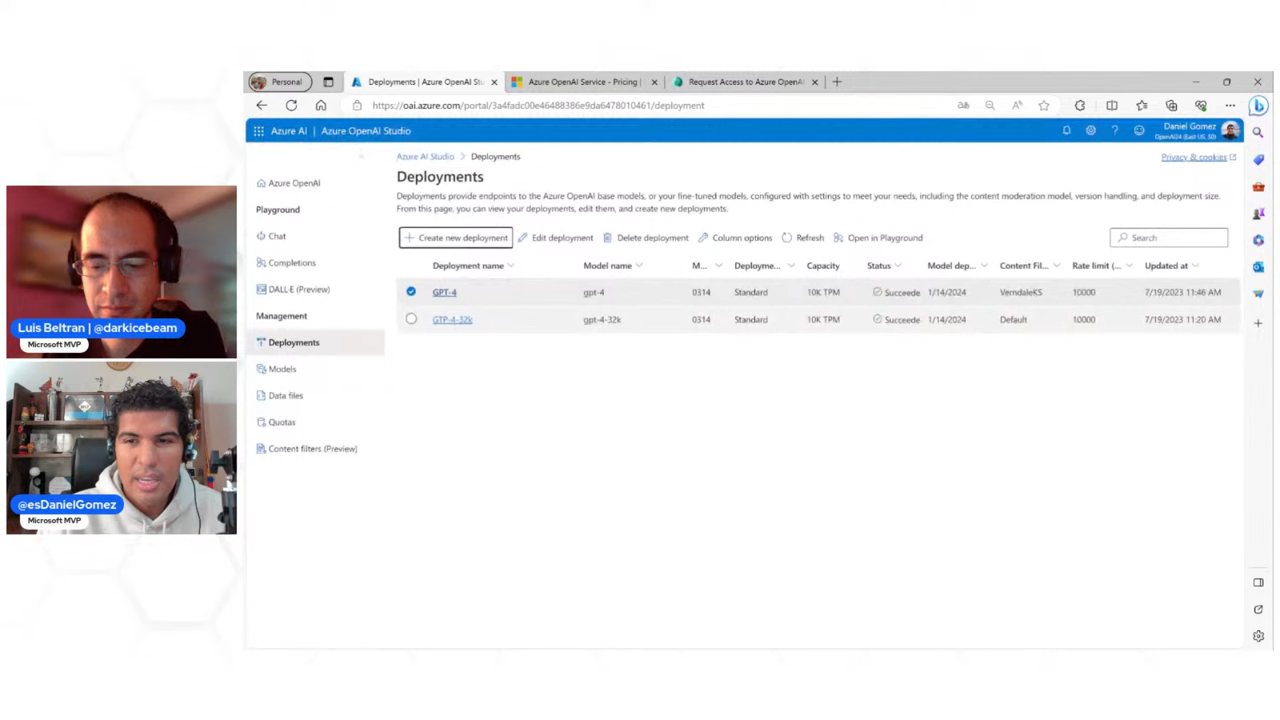 Personal
Deployments | Azure OpenAI Stu
Azure OpenAI Service - Pricing |
Request Access to Azure OpenAI
https://oai.azure.com/portal/3a4fadc00e46488386e9da6478010461/deployment
Azure AI | Azure OpenAI Studio
Daniel Gomez
OpenAI24 (East US, S0)
Azure AI Studio > Deployments
Privacy & cookies
Deployments
Deployments provide endpoints to the Azure OpenAI base models, or your fine-tuned models, configured with settings to meet your needs, including the content moderation model, version handling, and deployment size.
From this page, you can view your deployments, edit them, and create new deployments.
Create new deployment Edit deployment Delete deployment Column options Refresh Open in Playground Search
Deployment name Model name M... Deployme... Capacity Status Model dep... Content Fil... Rate limit (... Updated at
GPT-4 gpt-4 0314 Standard 10K TPM Succeede 1/14/2024 VerndaleKS 10000 7/19/2023 11:46 AM
GTP-4-32k gpt-4-32k 0314 Standard 10K TPM Succeede 1/14/2024 Default 10000 7/19/2023 11:20 AM
Azure OpenAI
Playground
Chat
Completions
DALL·E (Preview)
Management
Deployments
Models
Data files
Quotas
Content filters (Preview)
Luis Beltran | @darkicebeam
Microsoft MVP
@esDanielGomez
Microsoft MVP